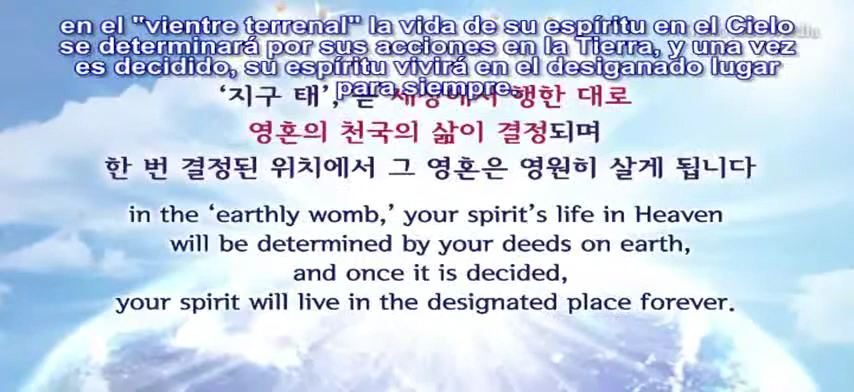 en el "vientre terrenal" la vida de su espíritu en el Cielo
se determinará por sus acciones en la Tierra, y una vez
es decidido, su espíritu vivirá en el desiganado lugar
para siempre.
‘지구 태’, 행한 대로
영혼의 천국의 삶이 결정되며
한 번 결정된 위치에서 그 영혼은 영원히 살게 됩니다
in the ‘earthly womb,’ your spirit’s life in Heaven
will be determined by your deeds on earth,
and once it is decided,
your spirit will live in the designated place forever.